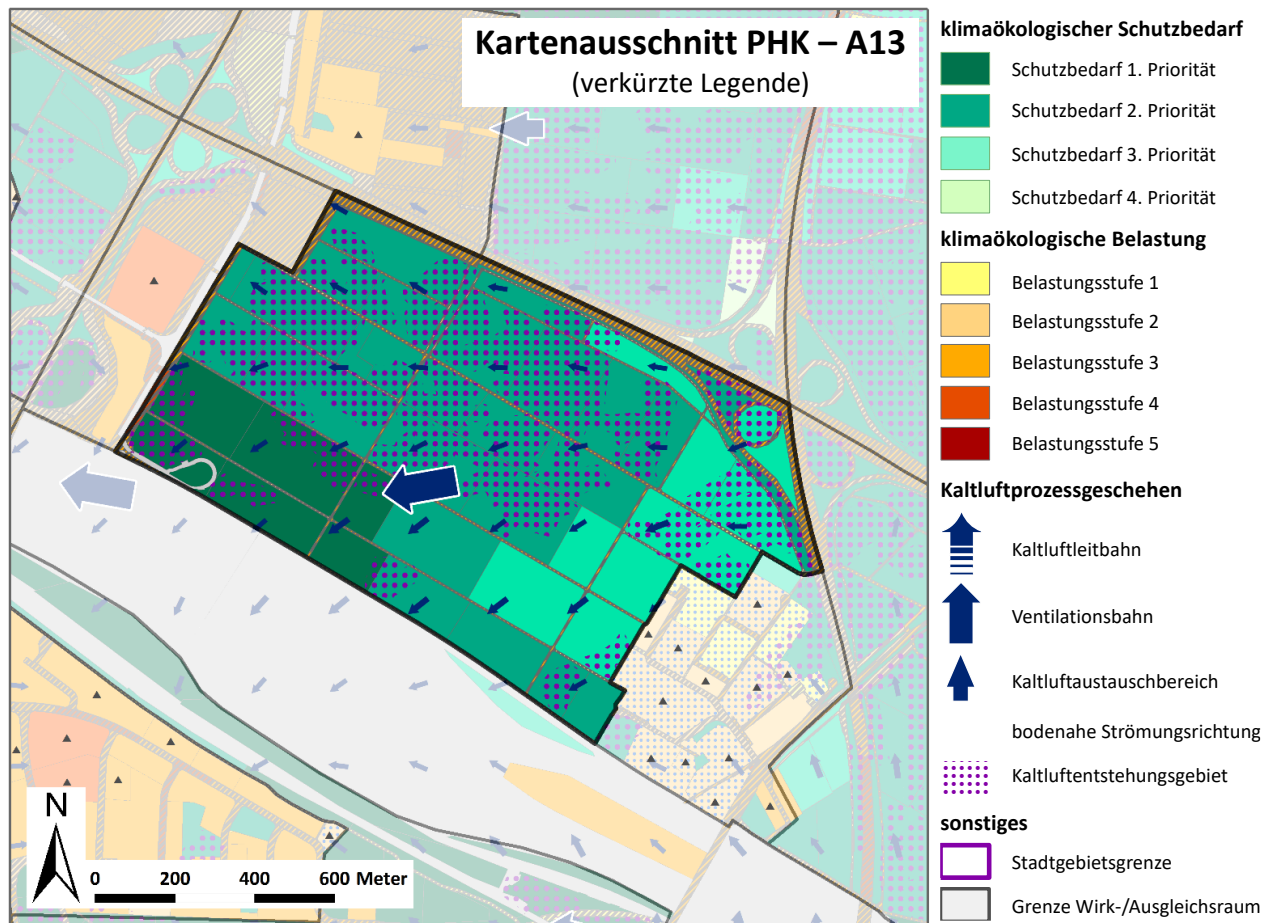 Kartenausschnitt PHK – A13
(verkürzte Legende)
klimaökologischer Schutzbedarf
Schutzbedarf 1. Priorität
Schutzbedarf 2. Priorität
Schutzbedarf 3. Priorität
Schutzbedarf 4. Priorität
klimaökologische Belastung
Belastungsstufe 1
Belastungsstufe 2
Belastungsstufe 3
Belastungsstufe 4
Belastungsstufe 5
Kaltluftprozessgeschehen
Kaltluftleitbahn
Ventilationsbahn
Kaltluftaustauschbereich
bodenahe Strömungsrichtung
Kaltluftentstehungsgebiet
sonstiges
Stadtgebietsgrenze
Grenze Wirk-/Ausgleichsraum
N
0 200 400 600 Meter